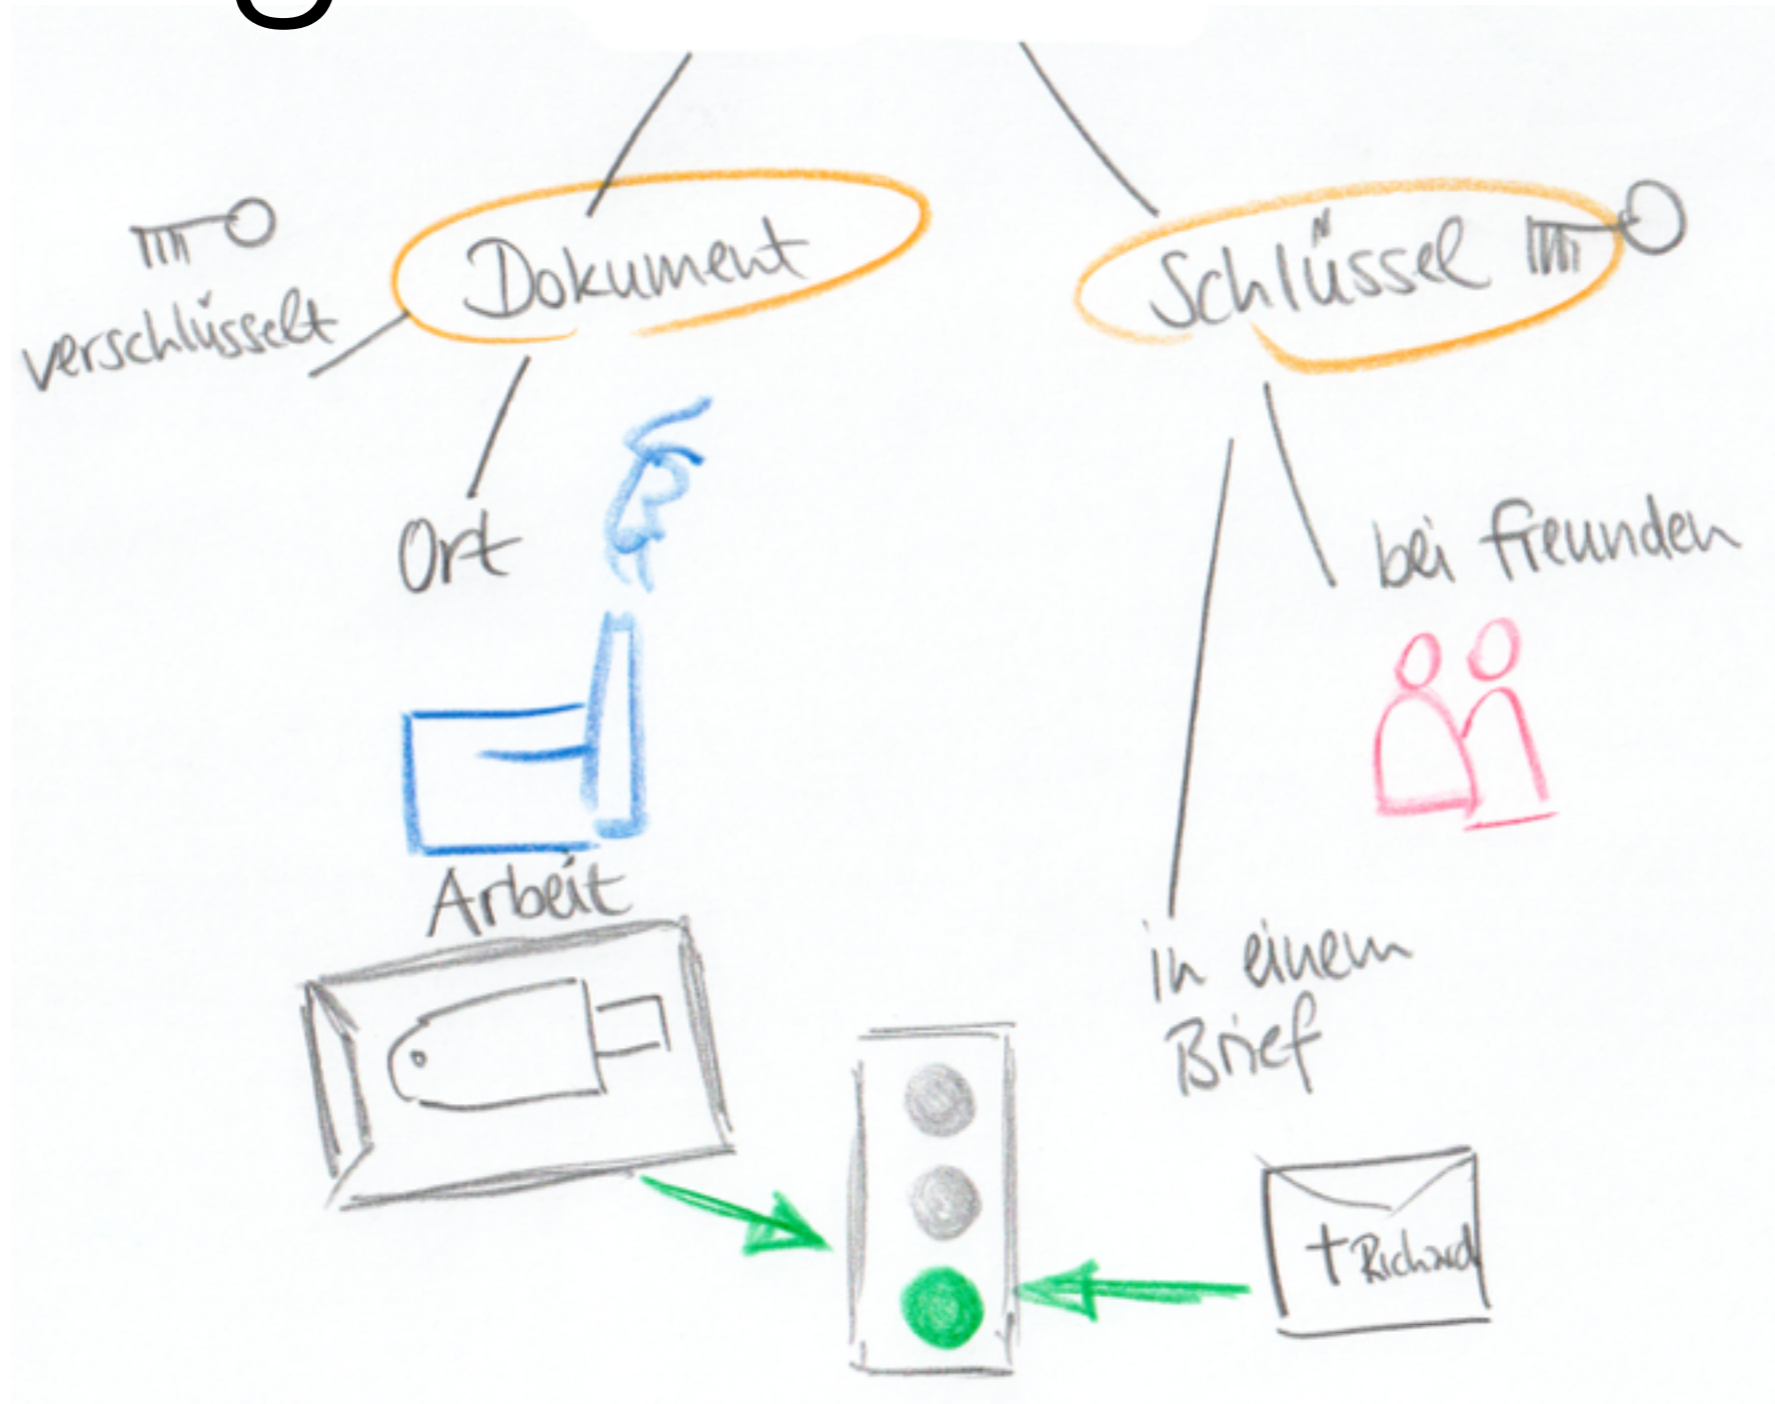 g
Dokument
Schlüssel
verschlüsselt
Ort
bei Freunden
Arbeit
in einem
Brief
† Richard